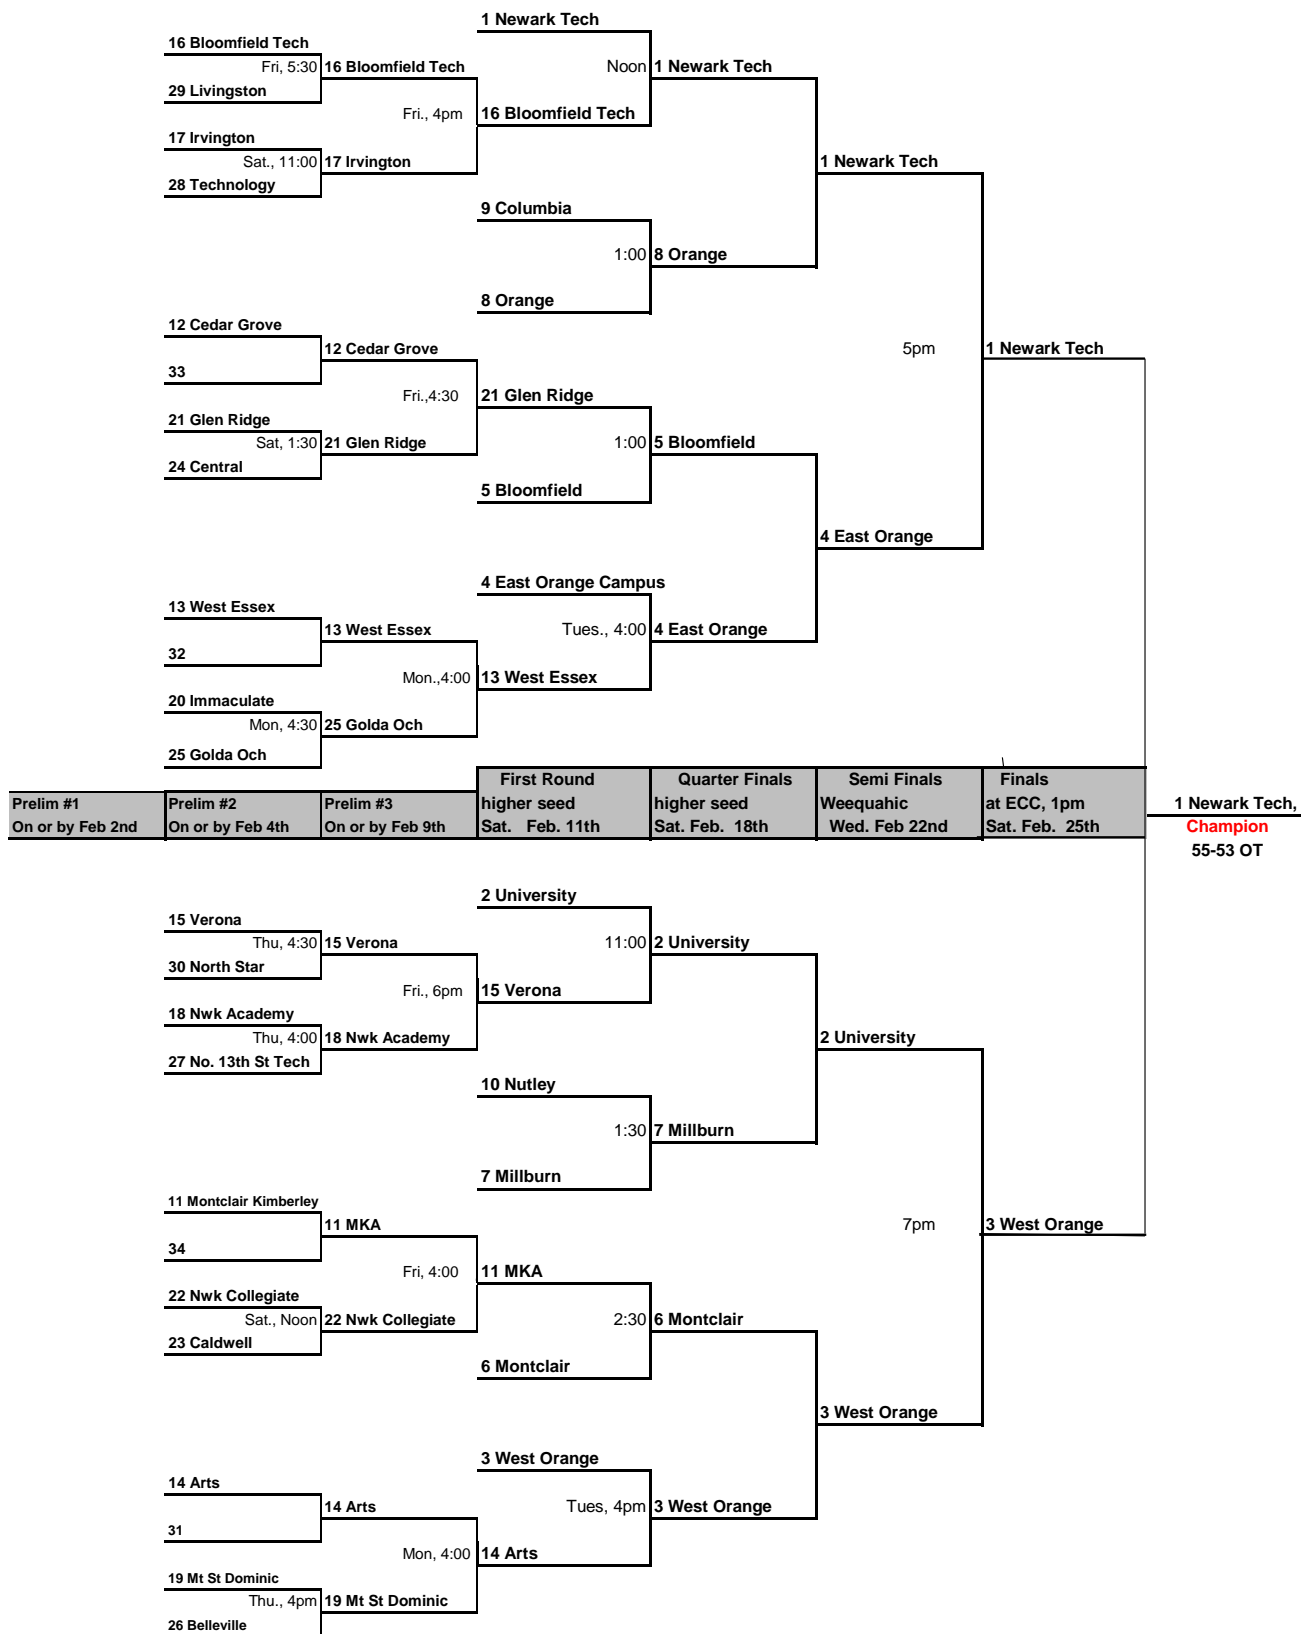 1 Newark Tech
16 Bloomfield Tech
Fri, 5:30 16 Bloomfield Tech Noon 1 Newark Tech
29 Livingston
Fri., 4pm 16 Bloomfield Tech
17 Irvington
Sat., 11:00 17 Irvington 1 Newark Tech
28 Technology
9 Columbia
1:00 8 Orange
8 Orange
12 Cedar Grove
12 Cedar Grove 5pm 1 Newark Tech
33
Fri.,4:30 21 Glen Ridge
21 Glen Ridge
Sat, 1:30 21 Glen Ridge 1:00 5 Bloomfield
24 Central
5 Bloomfield
4 East Orange
4 East Orange Campus
13 West Essex
13 West Essex Tues., 4:00 4 East Orange
32
Mon.,4:00 13 West Essex
20 Immaculate
Mon, 4:30 25 Golda Och
25 Golda Och
First Round Quarter Finals Semi Finals Finals
Prelim #1 Prelim #2 Prelim #3 higher seed higher seed Weequahic at ECC, 1pm 1 Newark Tech,
On or by Feb 2nd On or by Feb 4th On or by Feb 9th Sat. Feb. 11th Sat. Feb. 18th Wed. Feb 22nd Sat. Feb. 25th Champion
55-53 OT
2 University
15 Verona
Thu, 4:30 15 Verona 11:00 2 University
30 North Star
Fri., 6pm 15 Verona
18 Nwk Academy
Thu, 4:00 18 Nwk Academy 2 University
27 No. 13th St Tech
10 Nutley
1:30 7 Millburn
7 Millburn
11 Montclair Kimberley
11 MKA 7pm 3 West Orange
34
Fri, 4:00 11 MKA
22 Nwk Collegiate
Sat., Noon 22 Nwk Collegiate 2:30 6 Montclair
23 Caldwell
6 Montclair
3 West Orange
3 West Orange
14 Arts
14 Arts Tues, 4pm 3 West Orange
31
Mon, 4:00 14 Arts
19 Mt St Dominic
Thu., 4pm 19 Mt St Dominic
26 Belleville